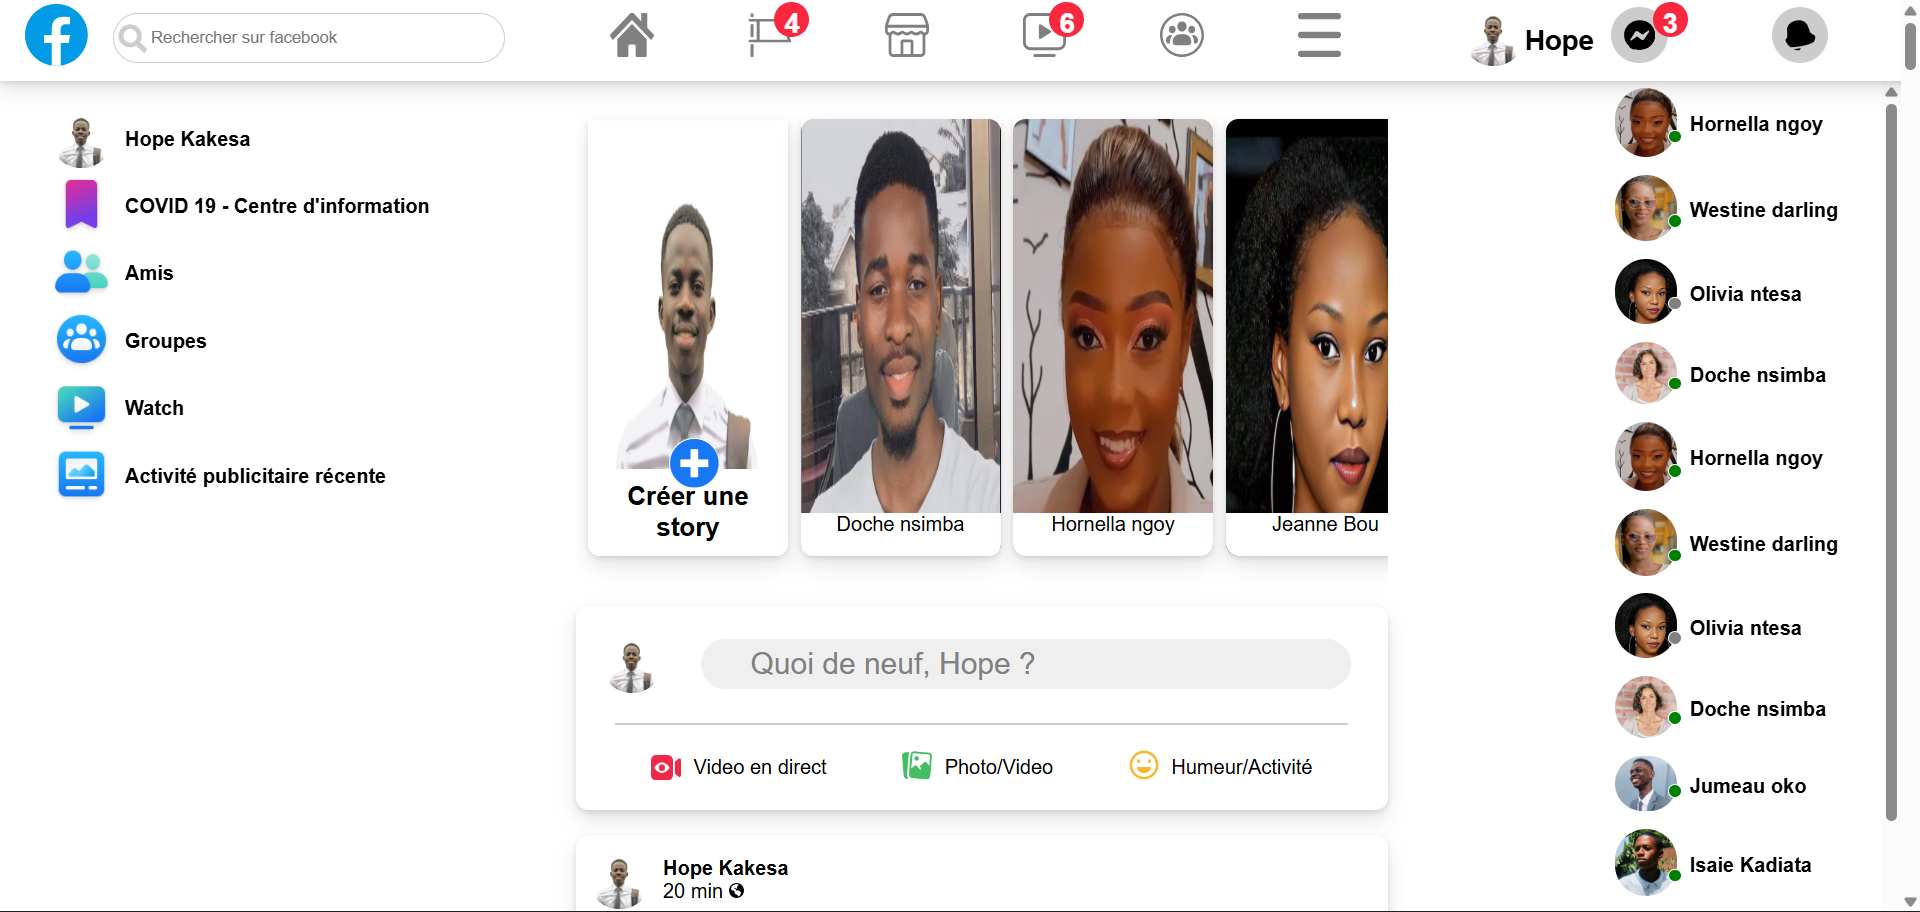 Rechercher sur facebook
4
6
Hope
3
Hope Kakesa
COVID 19 - Centre d'information
Amis
Groupes
Watch
Activité publicitaire récente
Créer une
story
Doche nsimba
Hornella ngoy
Jeanne Bou
Quoi de neuf, Hope ?
Video en direct
Photo/Video
Humeur/Activité
Hope Kakesa
20 min
Hornella ngoy
Westine darling
Olivia ntesa
Doche nsimba
Hornella ngoy
Westine darling
Olivia ntesa
Doche nsimba
Jumeau oko
Isaie Kadiata